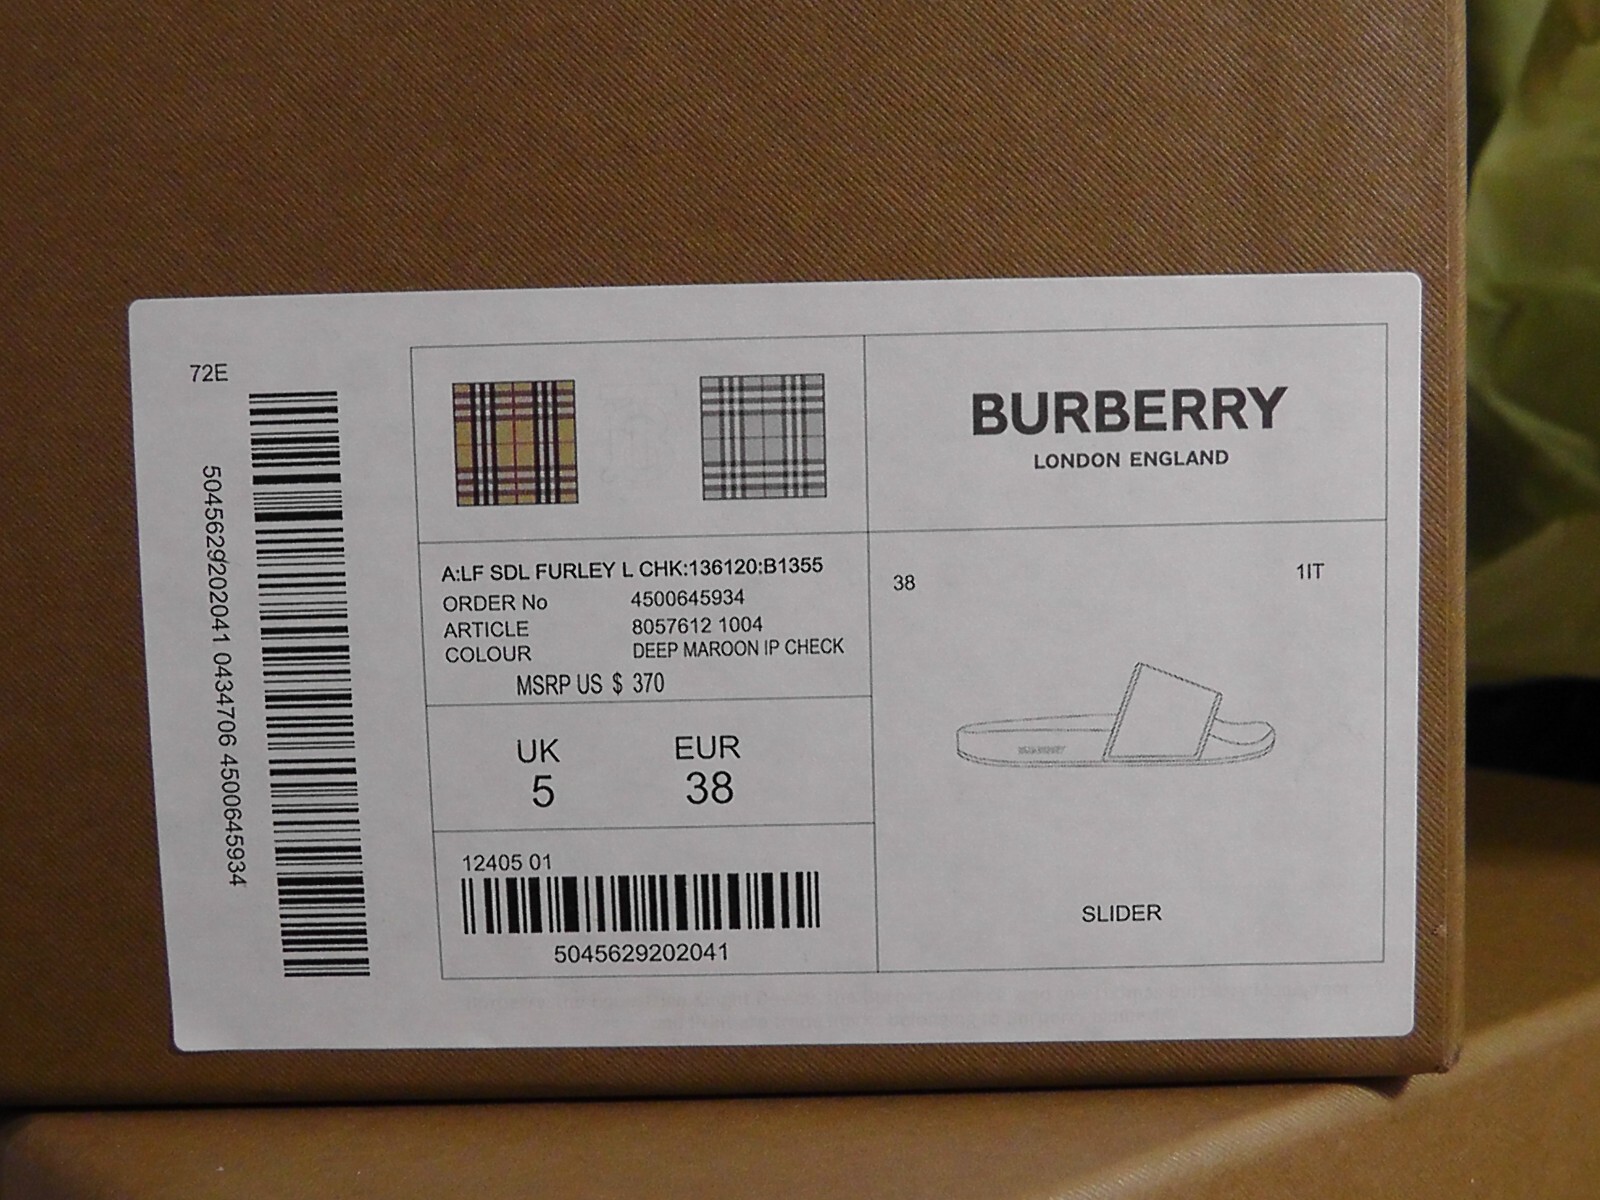 72E
5045629202041 0434706 4500645934
BURBERRY
LONDON ENGLAND
A:LF SDL FURLEY L CHK:136120:B1355
ORDER No 4500645934
ARTICLE 8057612 1004
COLOUR DEEP MAROON IP CHECK
MSRP US $ 370
UK EUR
5 38
12405 01
5045629202041
38 1IT
BURBERRY
SLIDER